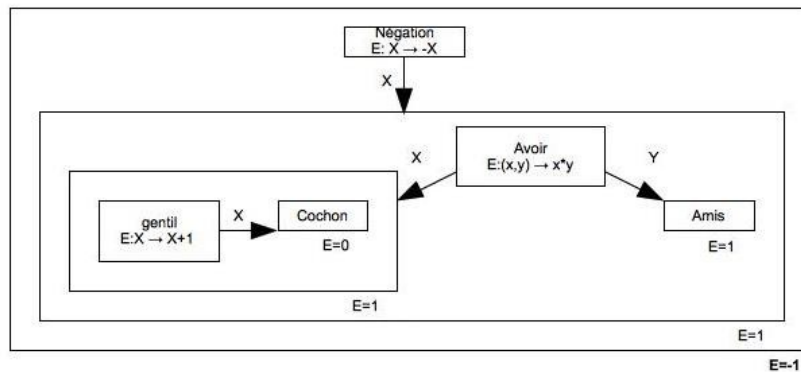 Négation
E: X → -X
X
Avoir
E:(x,y) → x*y
X
Y
gentil
E:X → X+1
X
Cochon
E=0
Amis
E=1
E=1
E=1
E=-1